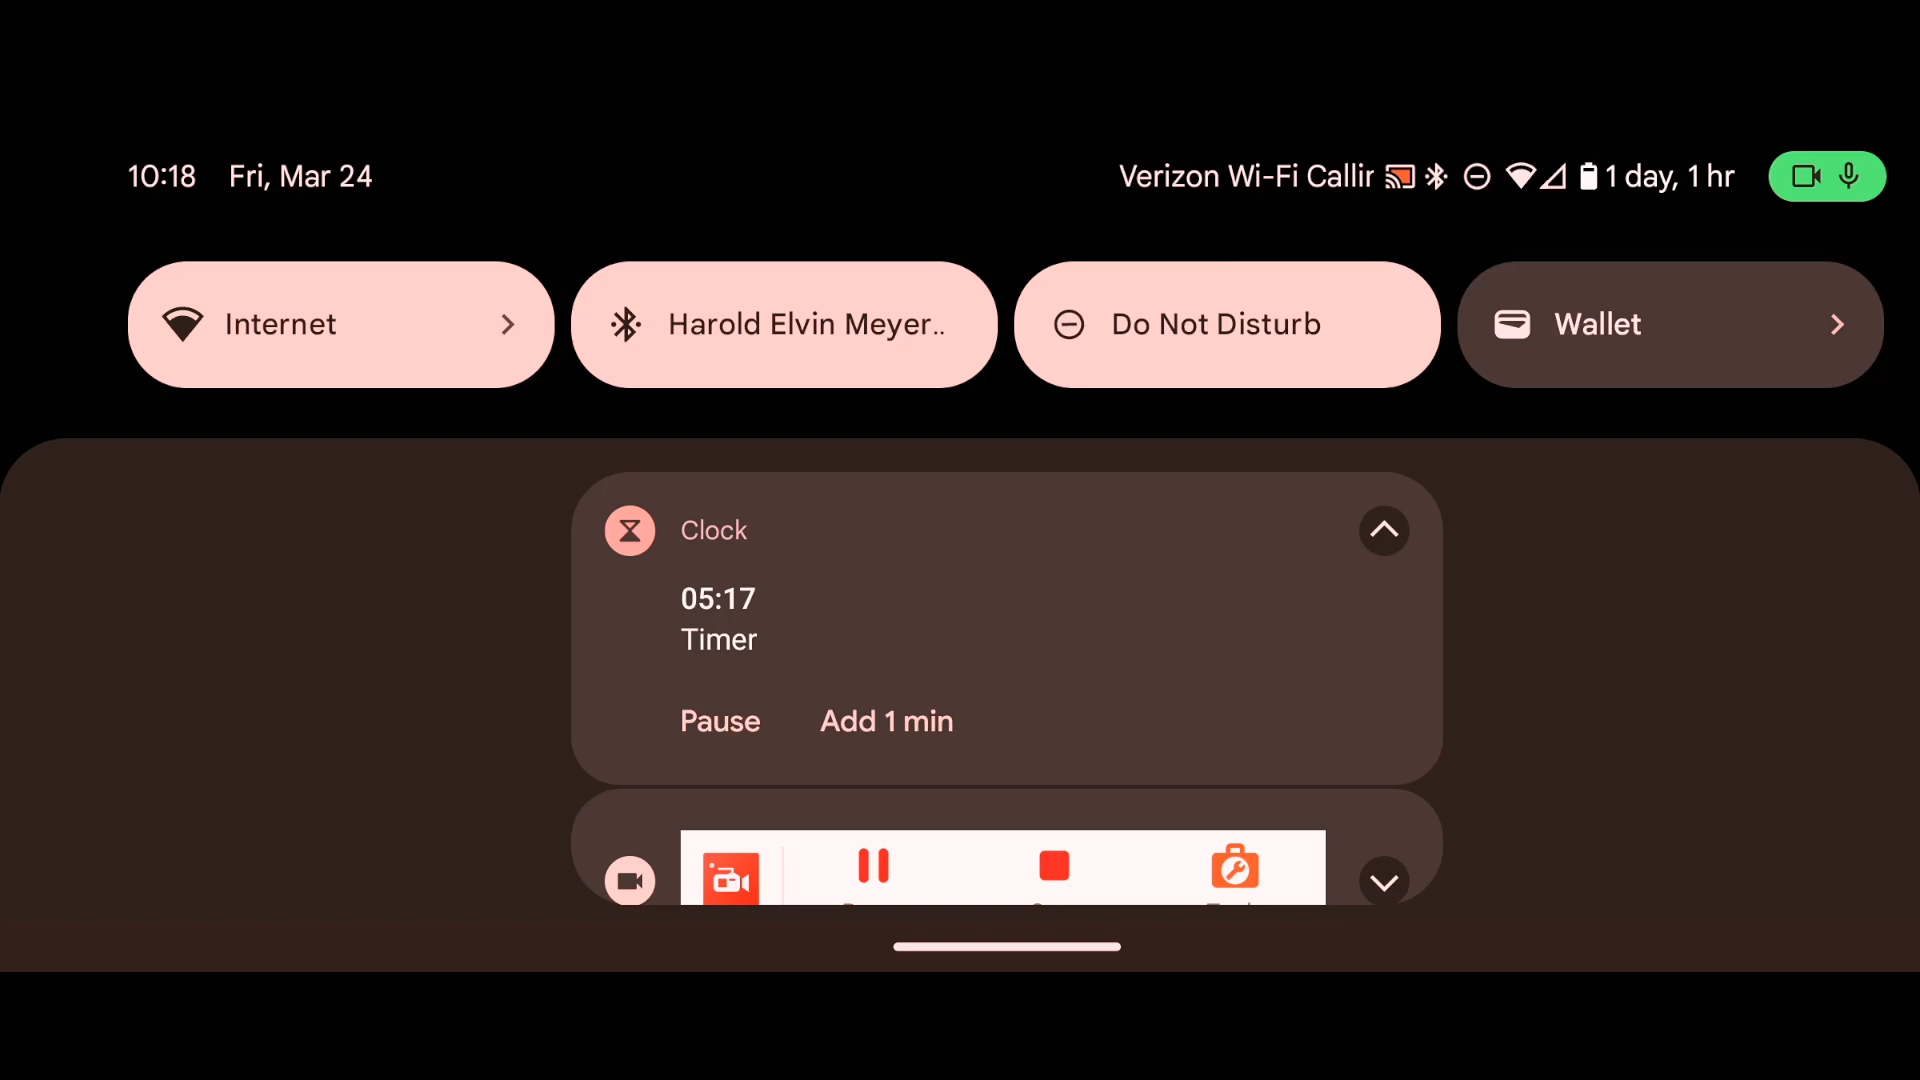 10:18 Fri, Mar 24 Verizon Wi-Fi Callir 1 day, 1 hr
Internet Harold Elvin Meyer.. Do Not Disturb Wallet
Clock
05:17
Timer
Pause Add 1 min